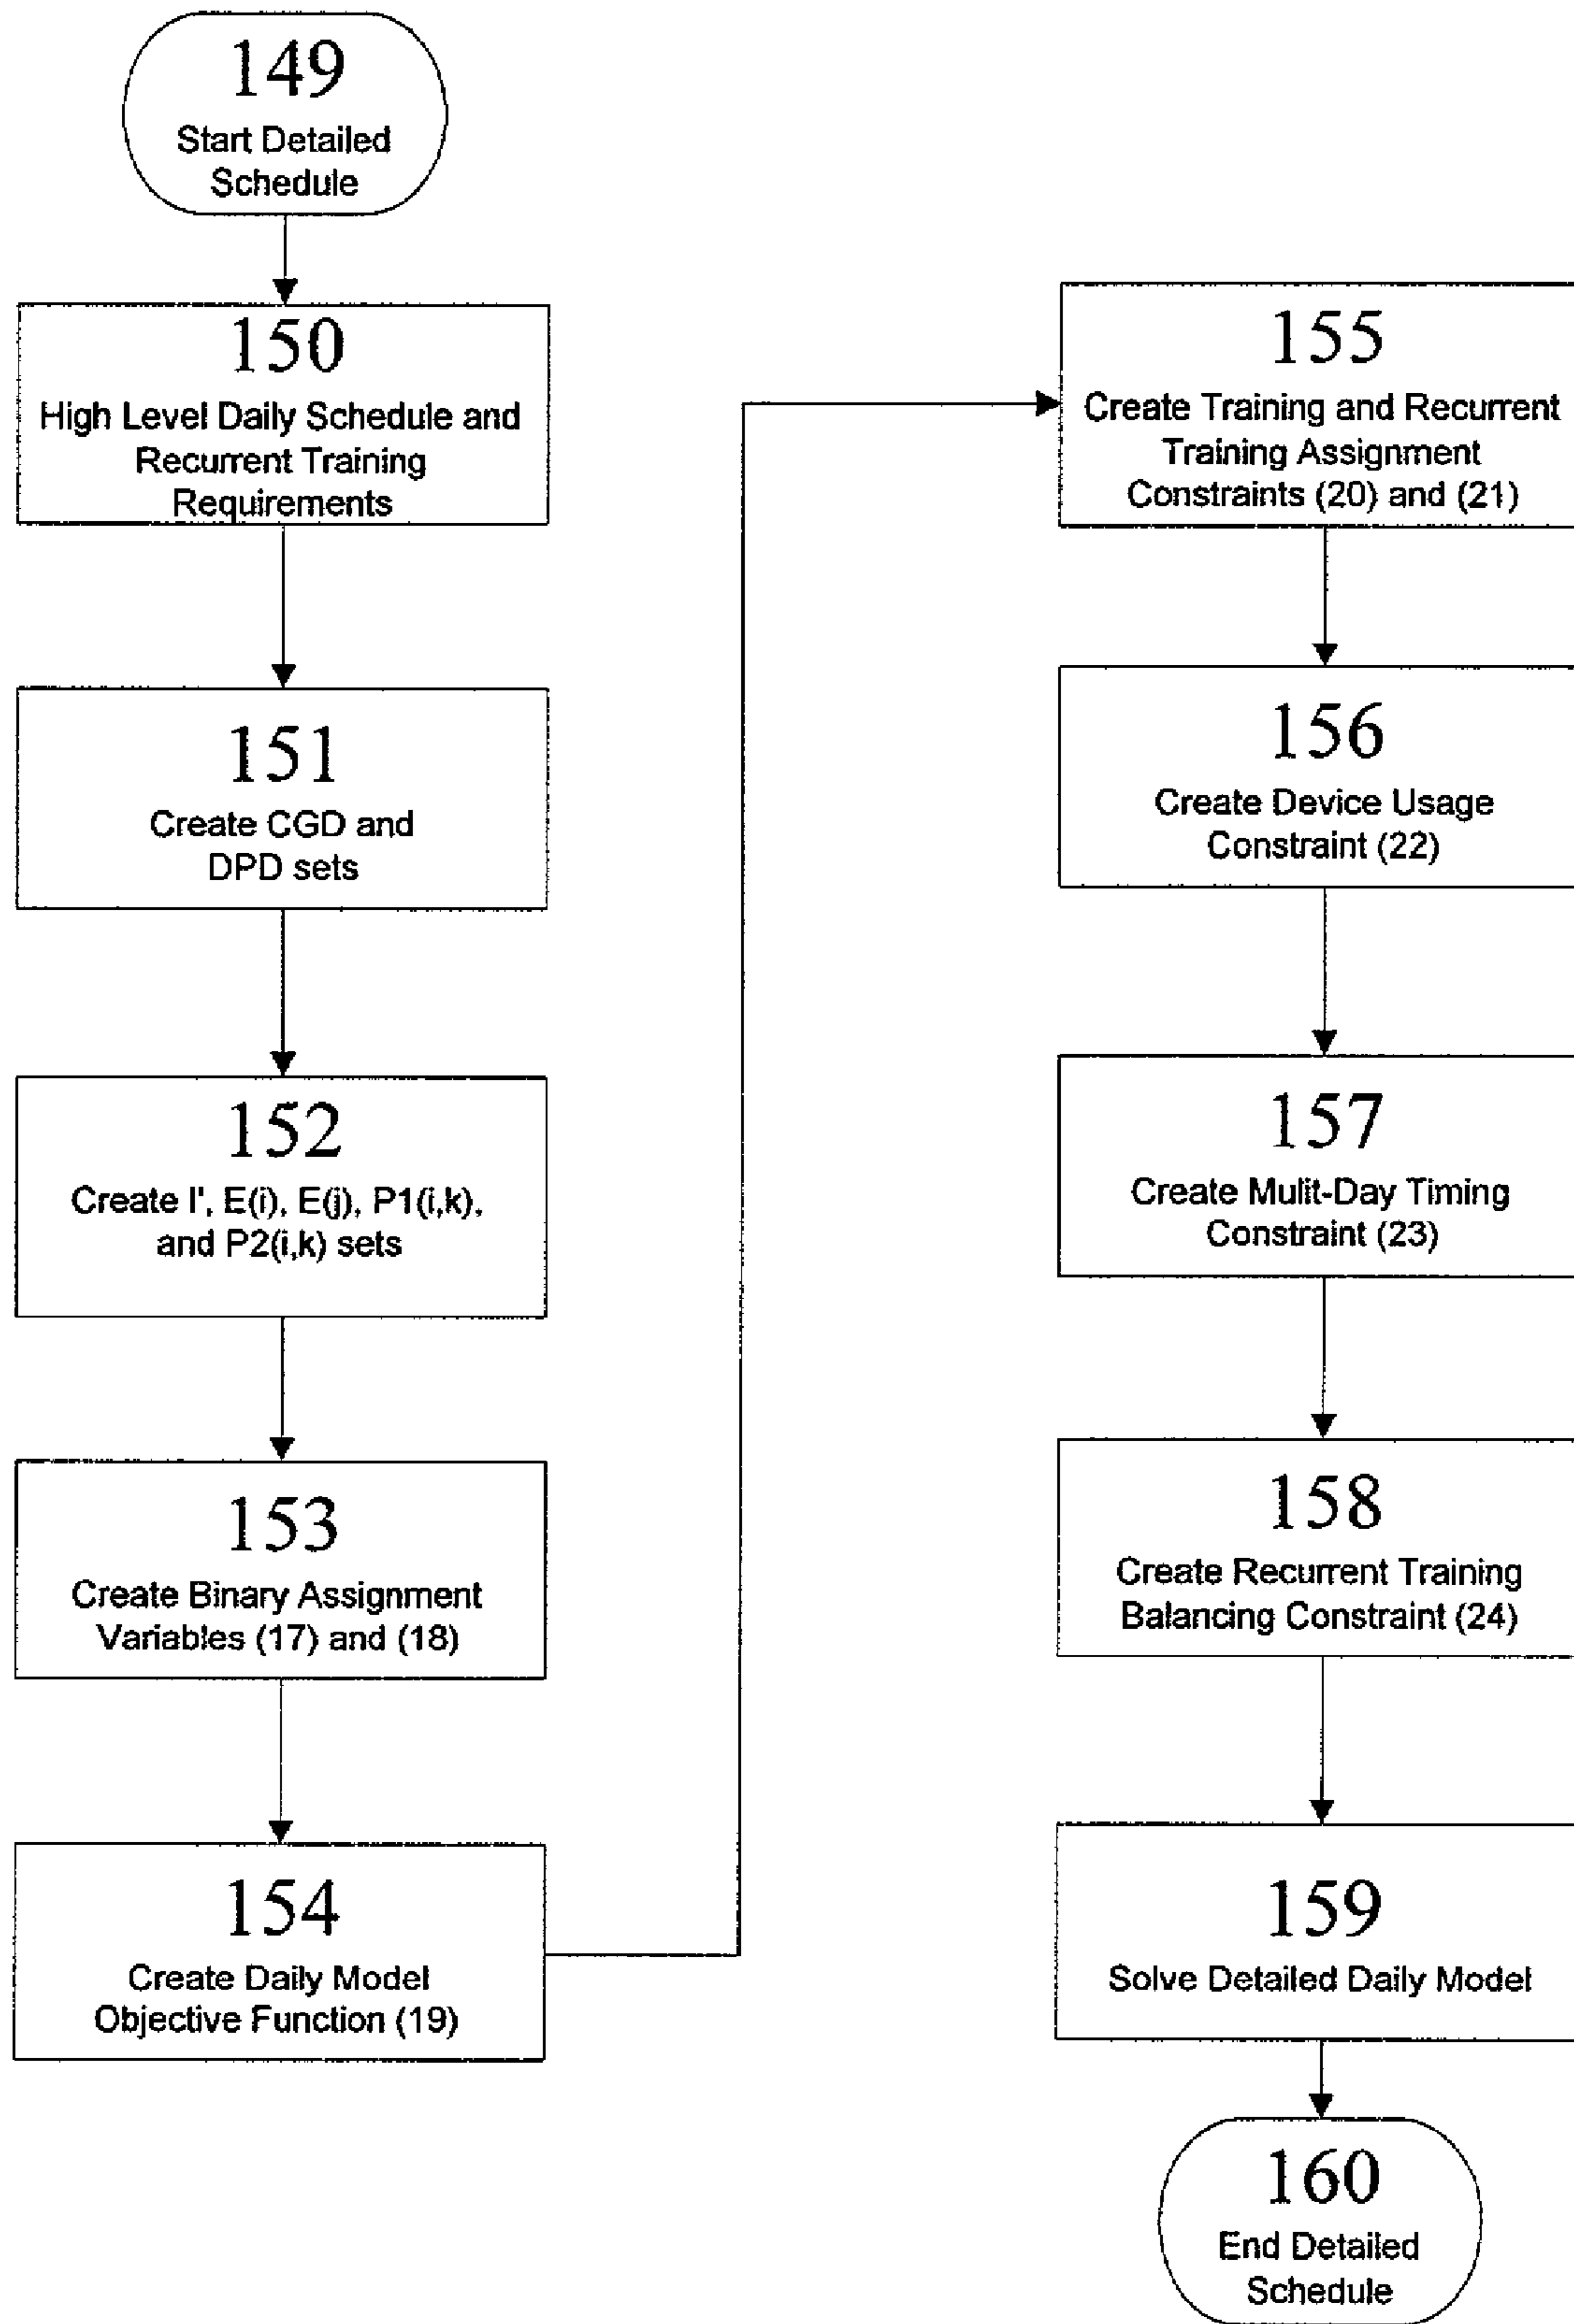 149
Start Detailed
Schedule
150
High Level Daily Schedule and
Recurrent Training
Requirements
151
Create CGD and
DPD sets
152
Create I', E(i), E(j), P1(i,k),
and P2(i,k) sets
153
Create Binary Assignment
Variables (17) and (18)
154
Create Daily Model
Objective Function (19)
155
Create Training and Recurrent
Training Assignment
Constraints (20) and (21)
156
Create Device Usage
Constraint (22)
157
Create Mulit-Day Timing
Constraint (23)
158
Create Recurrent Training
Balancing Constraint (24)
159
Solve Detailed Daily Model
160
End Detailed
Schedule